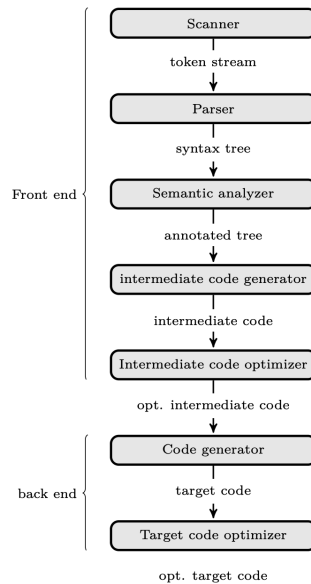 Scanner
token stream
Parser
syntax tree
Front end
Semantic analyzer
annotated tree
intermediate code generator
intermediate code
Intermediate code optimizer
opt. intermediate code
Code generator
target code
back end
Target code optimizer
opt. target code